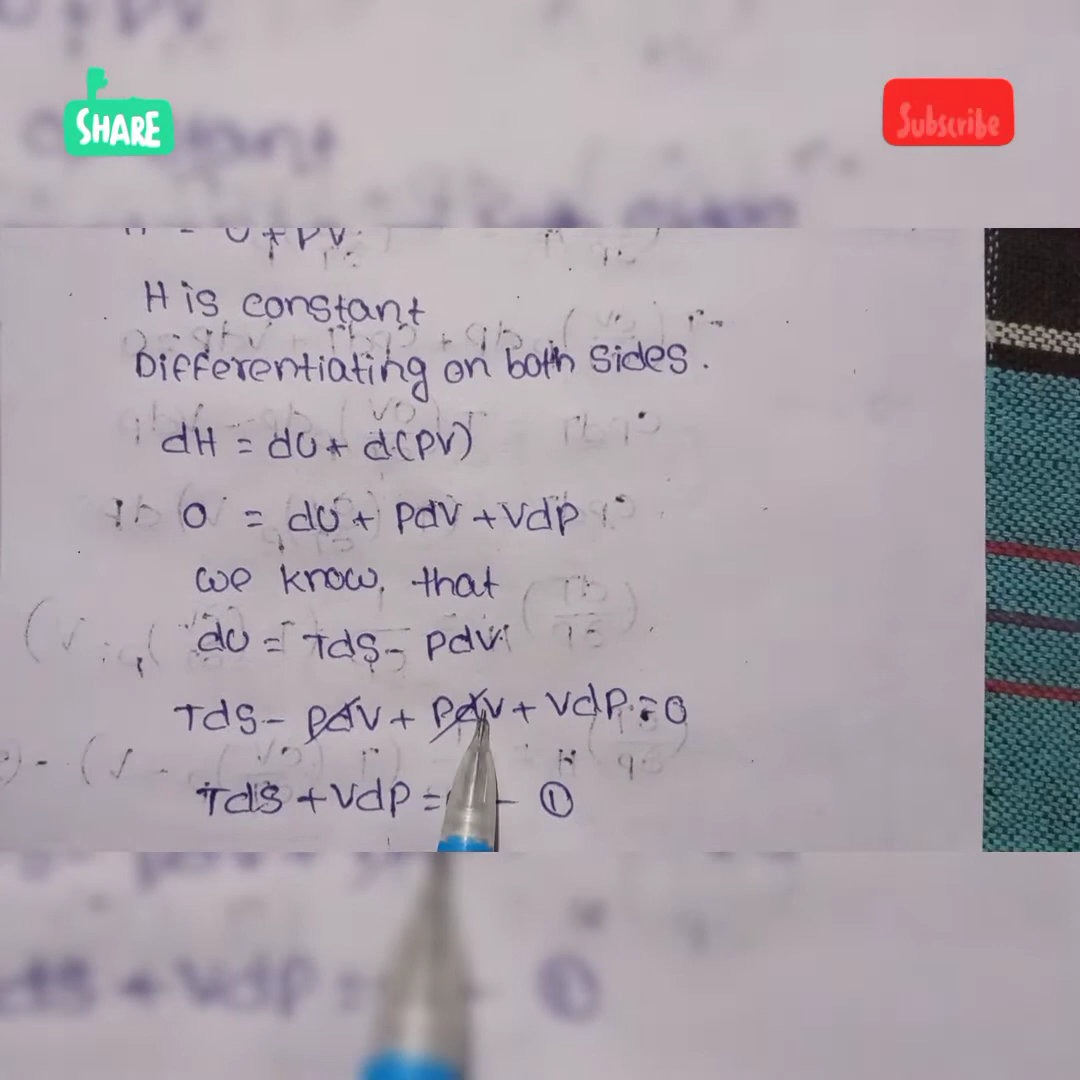 SHARE
Subscribe
H = U + PV
H is constant
Differentiating on both sides.
dH = dU + d(PV)
0 = dU + PdV + VdP
we know, that
dU = TdS - PdV
TdS - PdV + PdV + VdP = 0
TdS + VdP = - ①